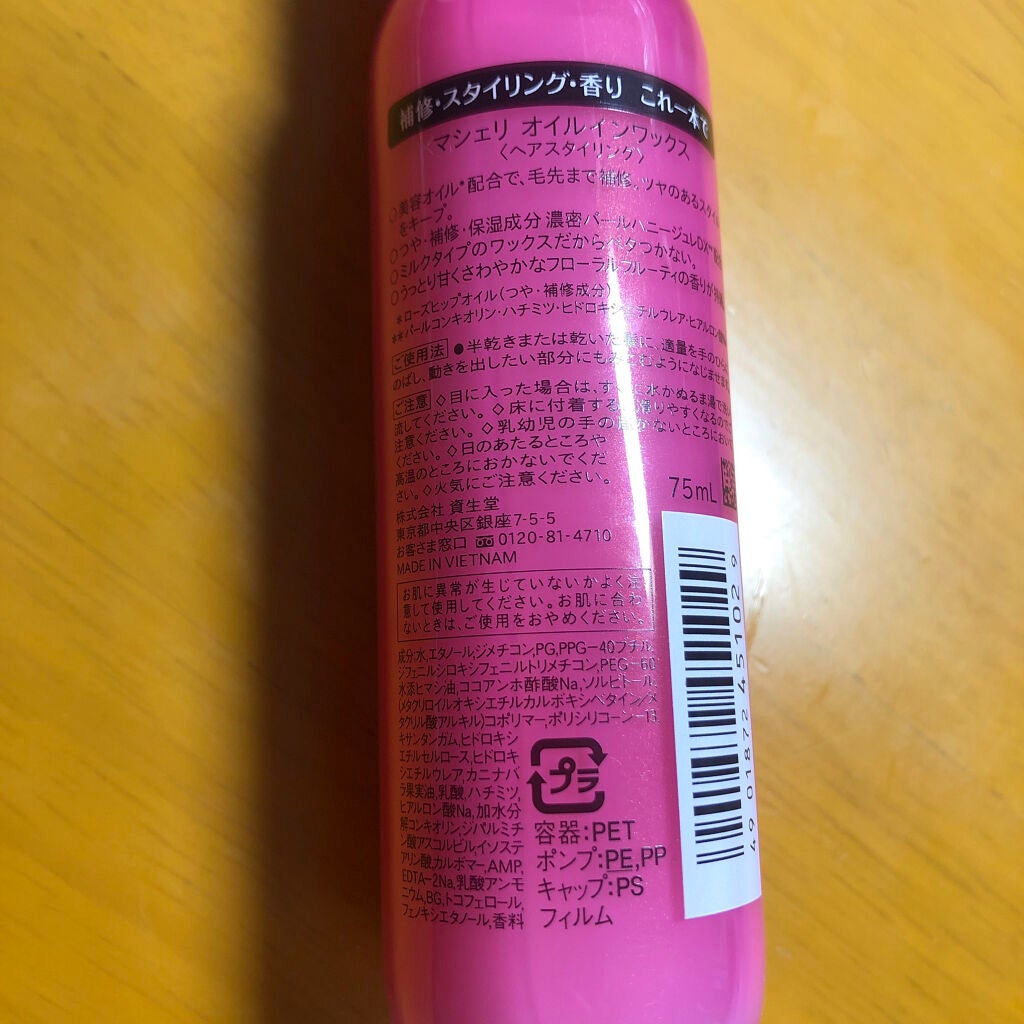 補修・スタイリング・香り これ一本で
マシェリ オイルインワックス
〈ヘアスタイリング〉
○美容オイル*配合で、毛先まで補修。ツヤのあるスタイル
をキープ。
○つや・補修・保湿成分 濃密パールハニージュレDX**配合
○ミルクタイプのワックスだからベタつかない。
○うっとり甘くさわやかなフローラルフルーティの香りが
*ローズヒップオイル(つや・補修成分)
**パールコンキオリン・ハチミツ・ヒドロキシエチルウレア・ヒアルロン酸
ご使用法 ●半乾きまたは乾いた髪に、適量を手のひら
のばし、動きを出したい部分にもみこむようになじませます
ご注意 ◇目に入った場合は、すぐに水かぬるま湯で洗い
流してください。◇床に付着すると滑りやすくなるので
注意ください。◇乳幼児の手の届かないところにおいて
ください。◇日のあたるところや
高温のところにおかないでくだ
さい。◇火気にご注意ください。
75mL
株式会社 資生堂
東京都中央区銀座7-5-5
お客さま窓口 0120-81-4710
MADE IN VIETNAM
お肌に異常が生じていないかよく注
意して使用してください。お肌に合わ
ないときは、ご使用をおやめください。
成分:水,エタノール,ジメチコン,PG,PPG-40ブチル,
ジフェニルシロキシフェニルトリメチコン,PEG-60
水添ヒマシ油,ココアンホ酢酸Na,ソルビトール,
(メタクリロイルオキシエチルカルボキシベタイン/メ
タクリル酸アルキル)コポリマー,ポリシリコーン-13,
キサンタンガム,ヒドロキシ
エチルセルロース,ヒドロキ
シエチルウレア,カニナバ
ラ果実油,乳酸,ハチミツ,
ヒアルロン酸Na,加水分
解コンキオリン,ジパルミチ
ン酸アスコルビル,イソステ
アリン酸,カルボマー,AMP,
EDTA-2Na,乳酸アンモ
ニウム,BG,トコフェロール,
フェノキシエタノール,香料
プラ
容器:PET
ポンプ:PE,PP
キャップ:PS
フィルム
4901872451029